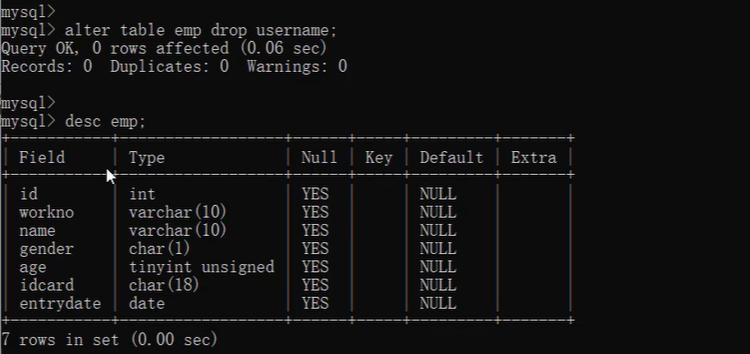 mysql>
mysql> alter table emp drop username;
Query OK, 0 rows affected (0.06 sec)
Records: 0  Duplicates: 0  Warnings: 0

mysql>
mysql> desc emp;
+-----------+------------------+------+-----+---------+-------+
| Field     | Type             | Null | Key | Default | Extra |
+-----------+------------------+------+-----+---------+-------+
| id        | int              | YES  |     | NULL    |       |
| workno    | varchar(10)      | YES  |     | NULL    |       |
| name      | varchar(10)      | YES  |     | NULL    |       |
| gender    | char(1)          | YES  |     | NULL    |       |
| age       | tinyint unsigned | YES  |     | NULL    |       |
| idcard    | char(18)         | YES  |     | NULL    |       |
| entrydate | date             | YES  |     | NULL    |       |
+-----------+------------------+------+-----+---------+-------+
7 rows in set (0.00 sec)